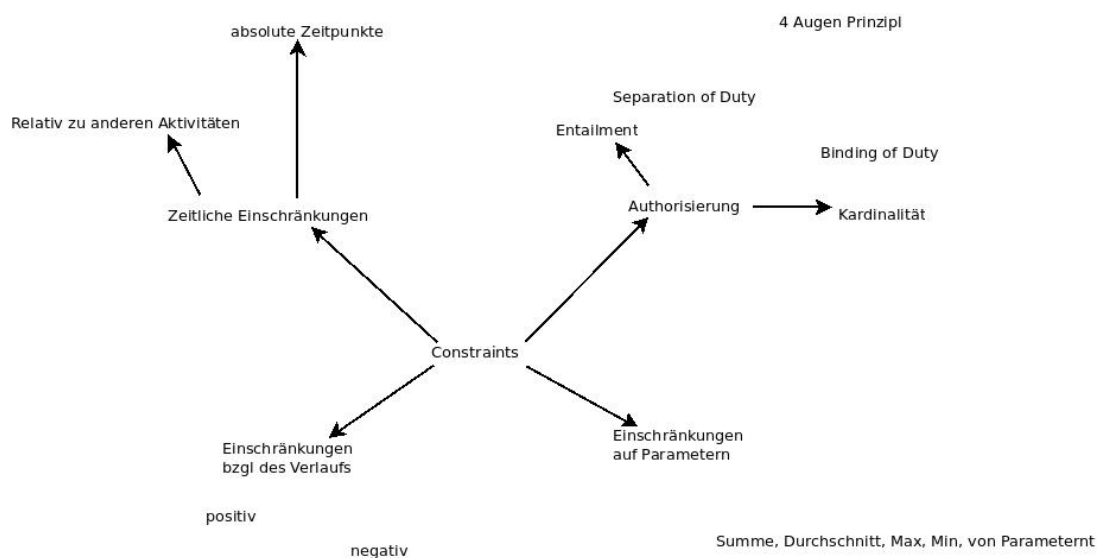 4 Augen Prinzipl
absolute Zeitpunkte
Separation of Duty
Relativ zu anderen Aktivitäten
Entailment
Binding of Duty
Zeitliche Einschränkungen
Authorisierung
Kardinalität
Constraints
Einschränkungen
bzgl des Verlaufs
Einschränkungen
auf Parametern
positiv
negativ
Summe, Durchschnitt, Max, Min, von Parameternt